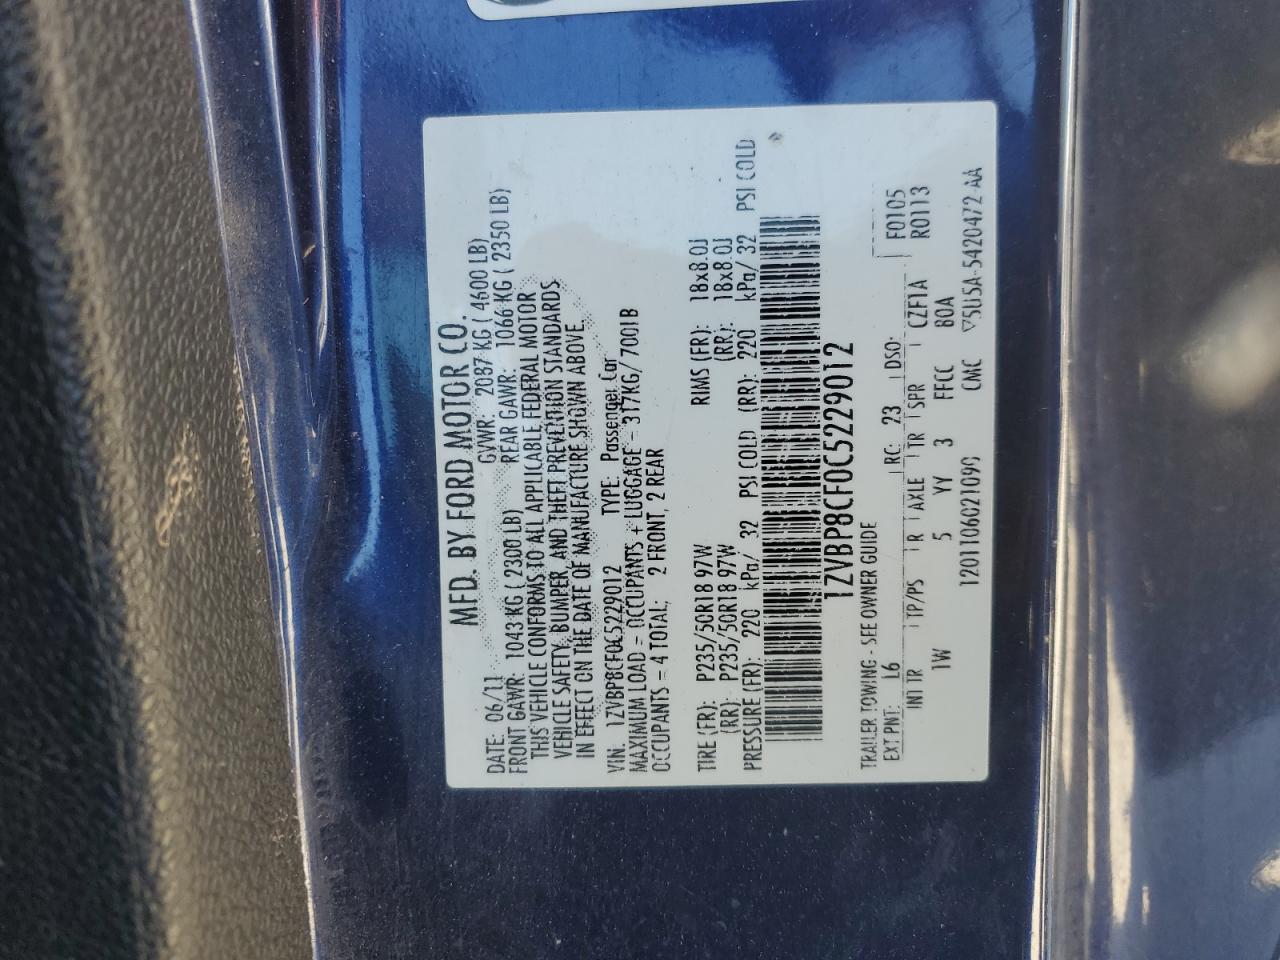 MFD. BY FORD MOTOR CO.
DATE: 06/11 GVWR: 2087 KG ( 4600 LB)
FRONT GAWR: 1043 KG ( 2300 LB) REAR GAWR: 1066 KG ( 2350 LB)
THIS VEHICLE CONFORMS TO ALL APPLICABLE FEDERAL MOTOR
VEHICLE SAFETY, BUMPER, AND THEFT PREVENTION STANDARDS
IN EFFECT ON THE DATE OF MANUFACTURE SHOWN ABOVE.
VIN: 1ZVBP8CF0C5229012 TYPE: Passenger Car
MAXIMUM LOAD = OCCUPANTS + LUGGAGE = 317KG/ 700lB
OCCUPANTS = 4 TOTAL; 2 FRONT, 2 REAR
TIRE (FR): P235/50R18 97W RIMS (FR): 18x8.0J
(RR): P235/50R18 97W (RR): 18x8.0J
PRESSURE (FR): 220 kPa/ 32 PSI COLD (RR): 220 kPa/ 32 PSI COLD
1ZVBP8CF0C5229012
TRAILER TOWING - SEE OWNER GUIDE F0105
EXT PNT: L6 RC: 23 DSO: R0113
INT TR TP/PS R AXLE TR SPR CZF1A
1W 5 YY 3 FFCC 80A
1201106021099 CMC ▽5U5A-5420472-AA